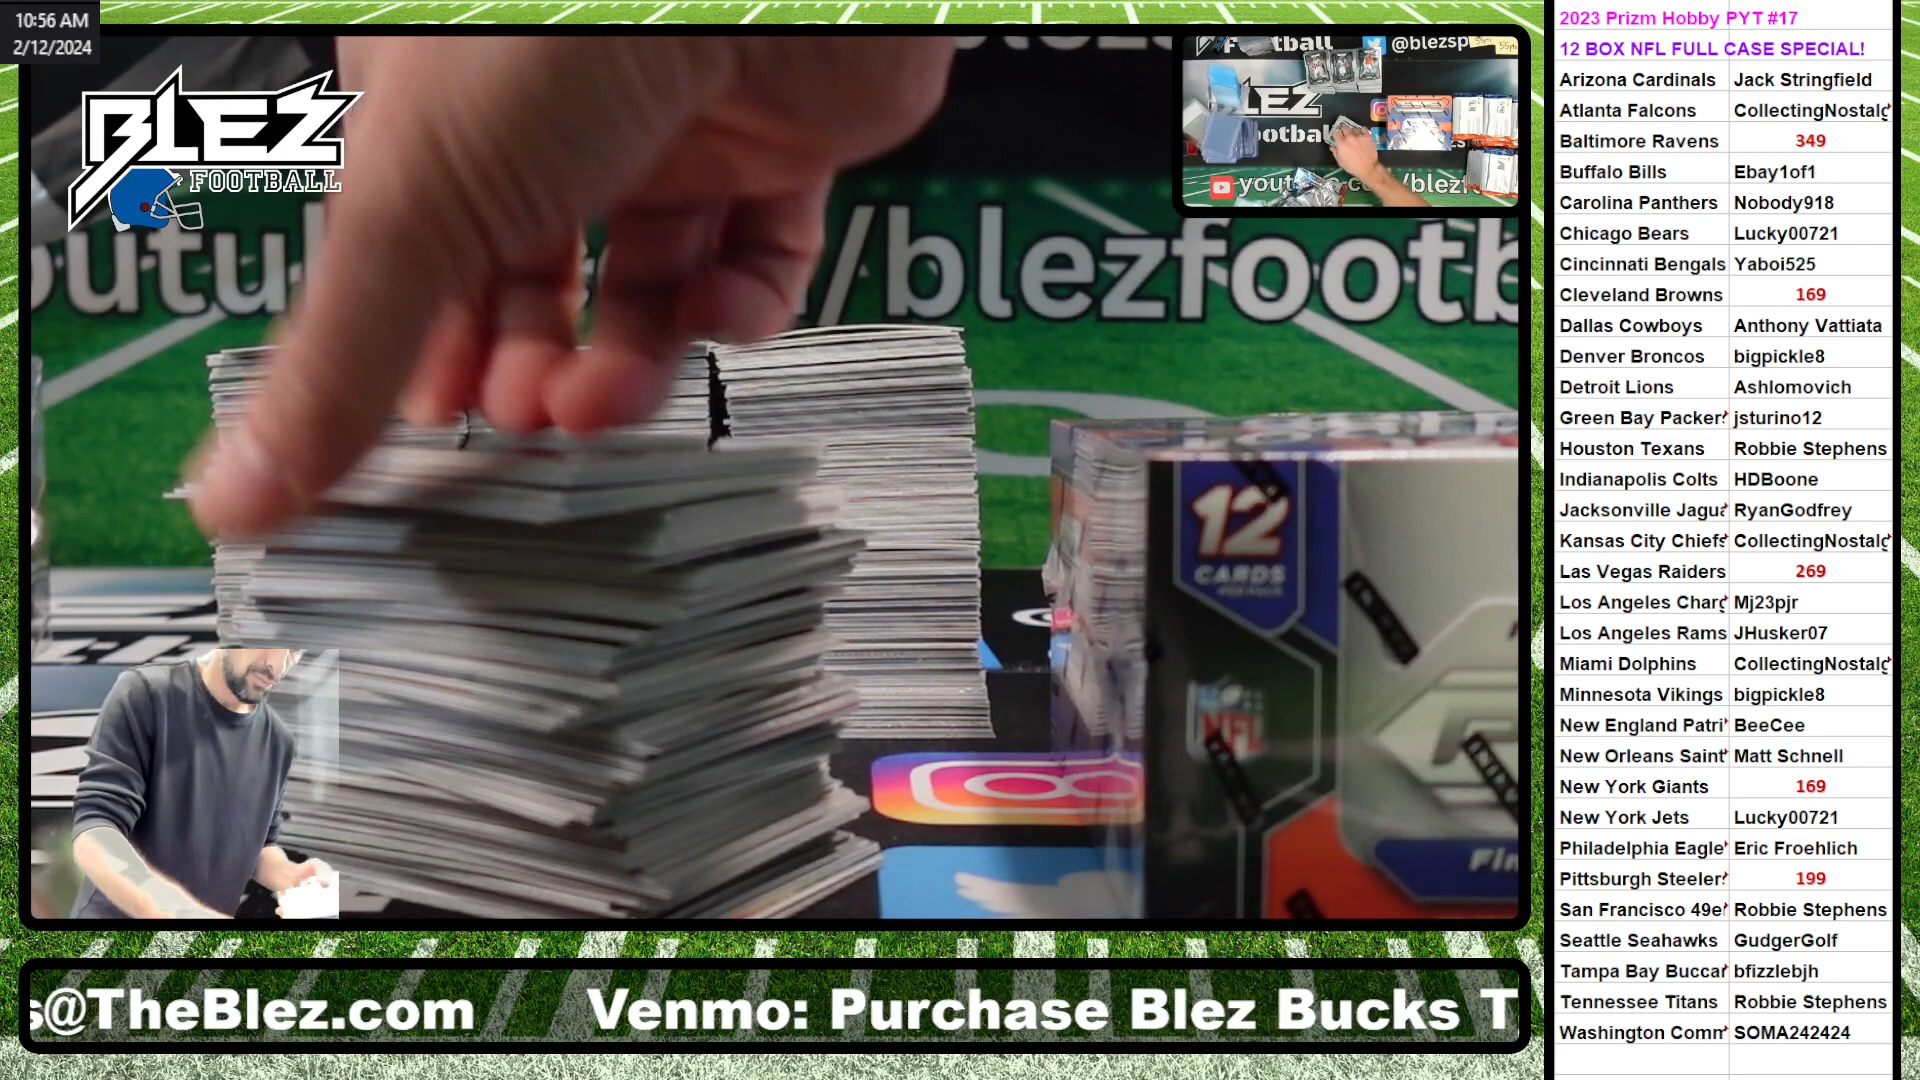 10:56 AM
2/12/2024
BLEZ
FOOTBALL
@blezsp
youtu
/blezfootb
12
CARDS
NFL
s@TheBlez.com Venmo: Purchase Blez Bucks T
2023 Prizm Hobby PYT #17
12 BOX NFL FULL CASE SPECIAL!
Arizona Cardinals Jack Stringfield
Atlanta Falcons CollectingNostalg
Baltimore Ravens 349
Buffalo Bills Ebay1of1
Carolina Panthers Nobody918
Chicago Bears Lucky00721
Cincinnati Bengals Yaboi525
Cleveland Browns 169
Dallas Cowboys Anthony Vattiata
Denver Broncos bigpickle8
Detroit Lions Ashlomovich
Green Bay Packer jsturino12
Houston Texans Robbie Stephens
Indianapolis Colts HDBoone
Jacksonville Jagua RyanGodfrey
Kansas City Chiefs CollectingNostalg
Las Vegas Raiders 269
Los Angeles Charg Mj23pjr
Los Angeles Rams JHusker07
Miami Dolphins CollectingNostalg
Minnesota Vikings bigpickle8
New England Patri BeeCee
New Orleans Saint Matt Schnell
New York Giants 169
New York Jets Lucky00721
Philadelphia Eagle Eric Froehlich
Pittsburgh Steeler 199
San Francisco 49e Robbie Stephens
Seattle Seahawks GudgerGolf
Tampa Bay Buccar bfizzlebjh
Tennessee Titans Robbie Stephens
Washington Comm SOMA242424